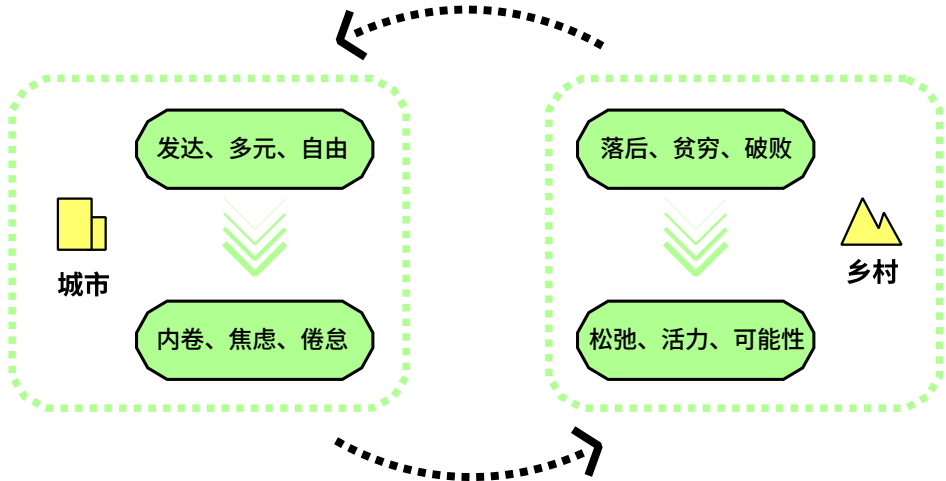 发达、多元、自由
城市
内卷、焦虑、倦怠
落后、贫穷、破败
乡村
松弛、活力、可能性